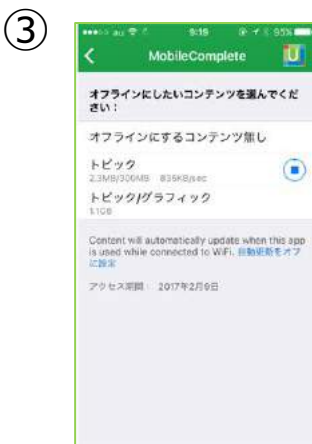 ③
au 9:19 95%
MobileComplete
オフラインにしたいコンテンツを選んでくだ
さい：
オフラインにするコンテンツ無し
トピック
2.3MB/300MB 835KB/sec
トピック/グラフィック
1.1GB
Content will automatically update when this app
is used while connected to WiFi. 自動更新をオフ
に設定
アクセス期間： 2017年2月9日